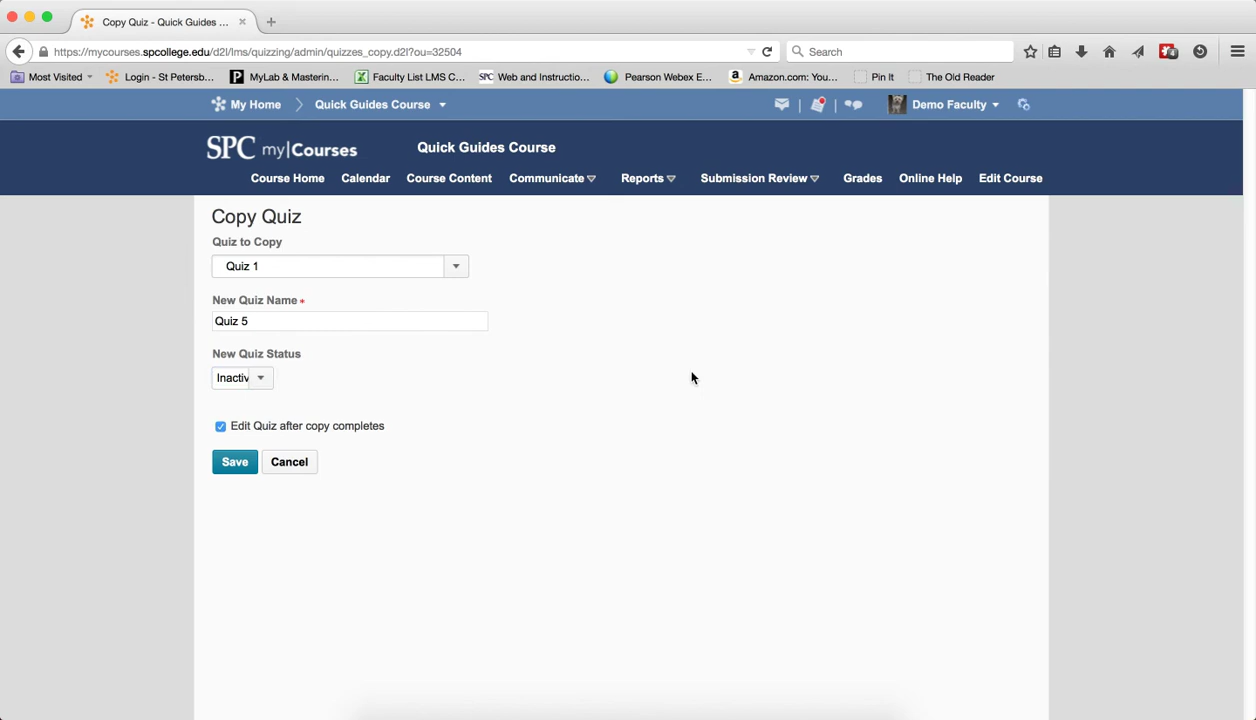 Copy Quiz - Quick Guides ...
https://mycourses.spcollege.edu/d2l/lms/quizzing/admin/quizzes_copy.d2l?ou=32504
Search
4
Most Visited
Login - St Petersb...
MyLab & Masterin...
Faculty List LMS C...
SPC Web and Instructio...
Pearson Webex E...
Amazon.com: You...
Pin It
The Old Reader
My Home
Quick Guides Course
Demo Faculty
SPC my|Courses
Quick Guides Course
Course Home
Calendar
Course Content
Communicate
Reports
Submission Review
Grades
Online Help
Edit Course
Copy Quiz
Quiz to Copy
Quiz 1
New Quiz Name *
Quiz 5
New Quiz Status
Inactiv
Edit Quiz after copy completes
Save
Cancel